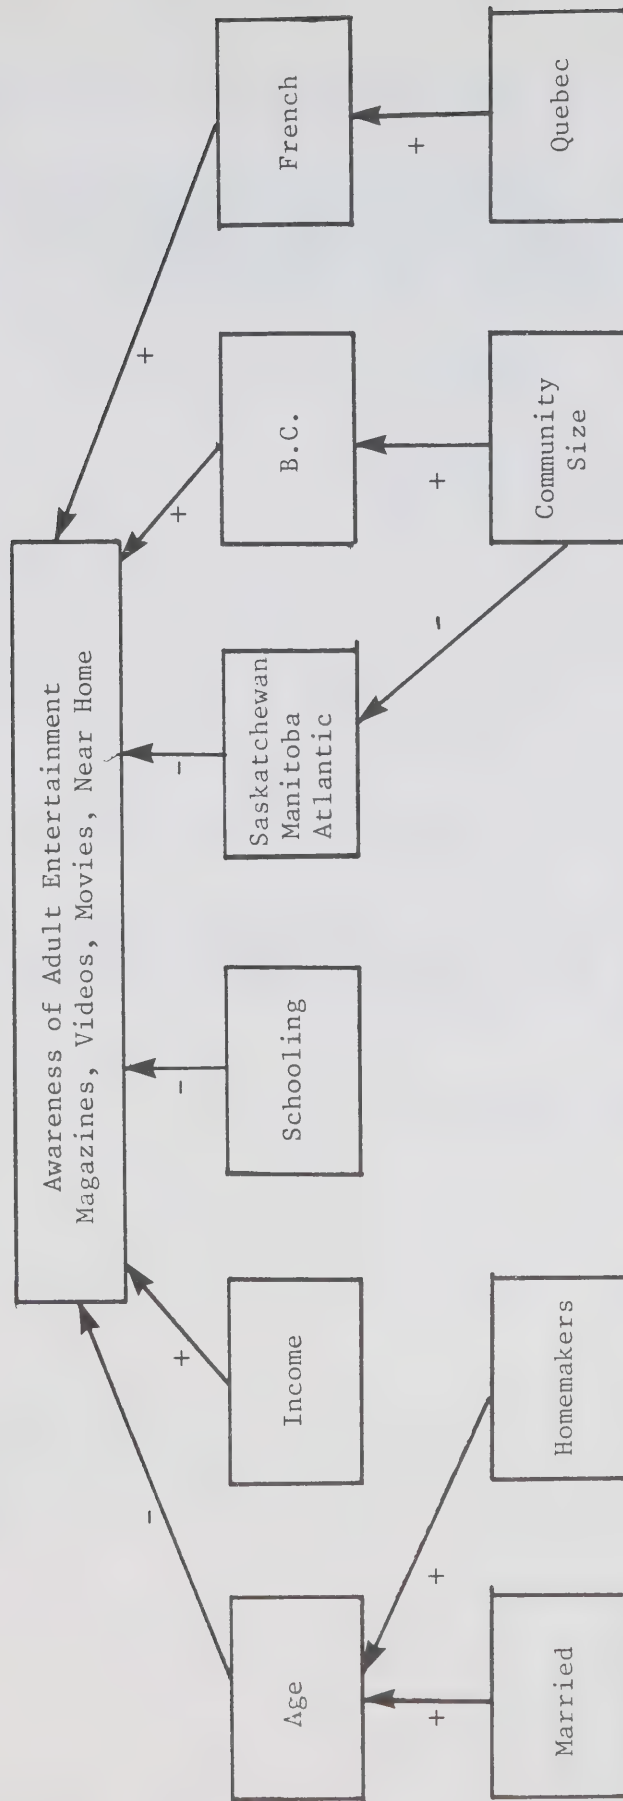 Awareness of Adult Entertainment
Magazines, Videos, Movies, Near Home
-
+
-
-
+
+
Age
Income
Schooling
Saskatchewan
Manitoba
Atlantic
B.C.
French
+
+
-
+
+
Married
Homemakers
Community
Size
Quebec